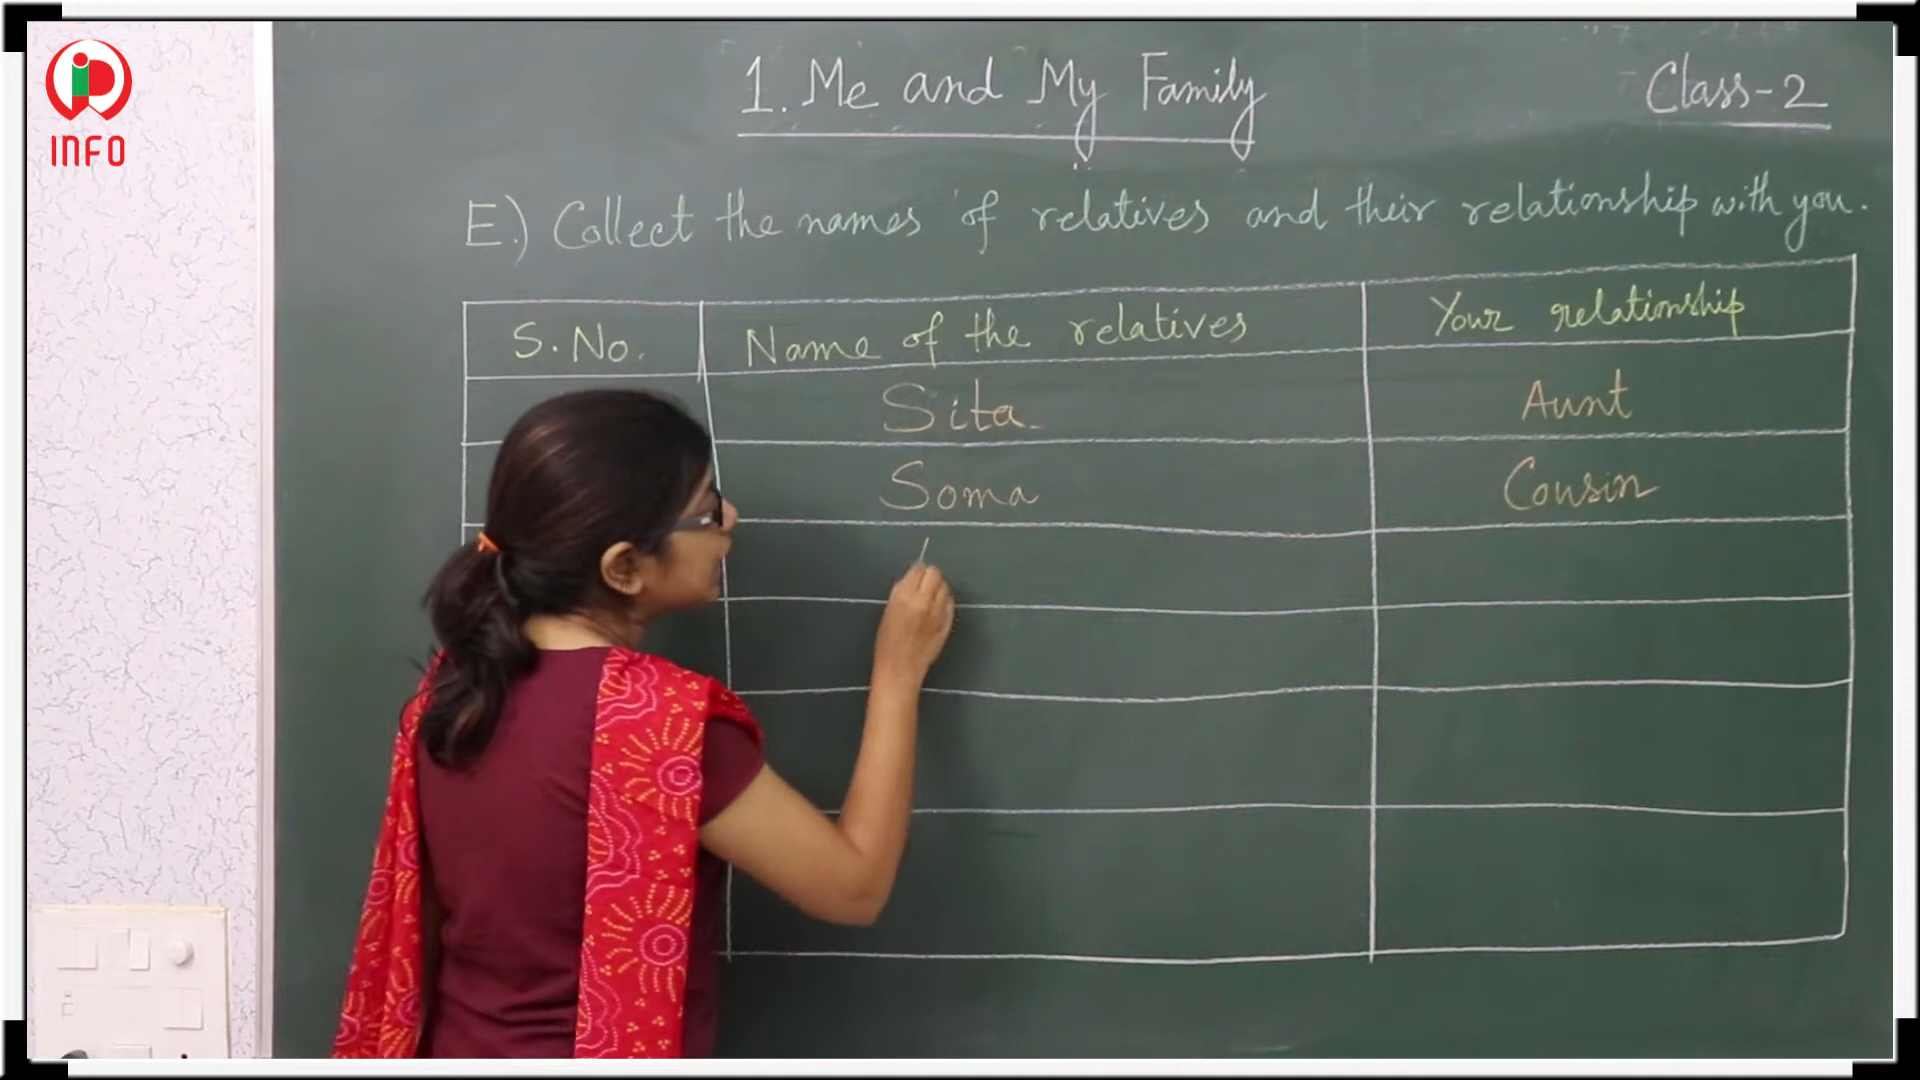 INFO
1. Me and My Family
Class-2
E.) Collect the names of relatives and their relationship with you.
S. No. Name of the relatives Your relationship
Sita Aunt
Soma Cousin